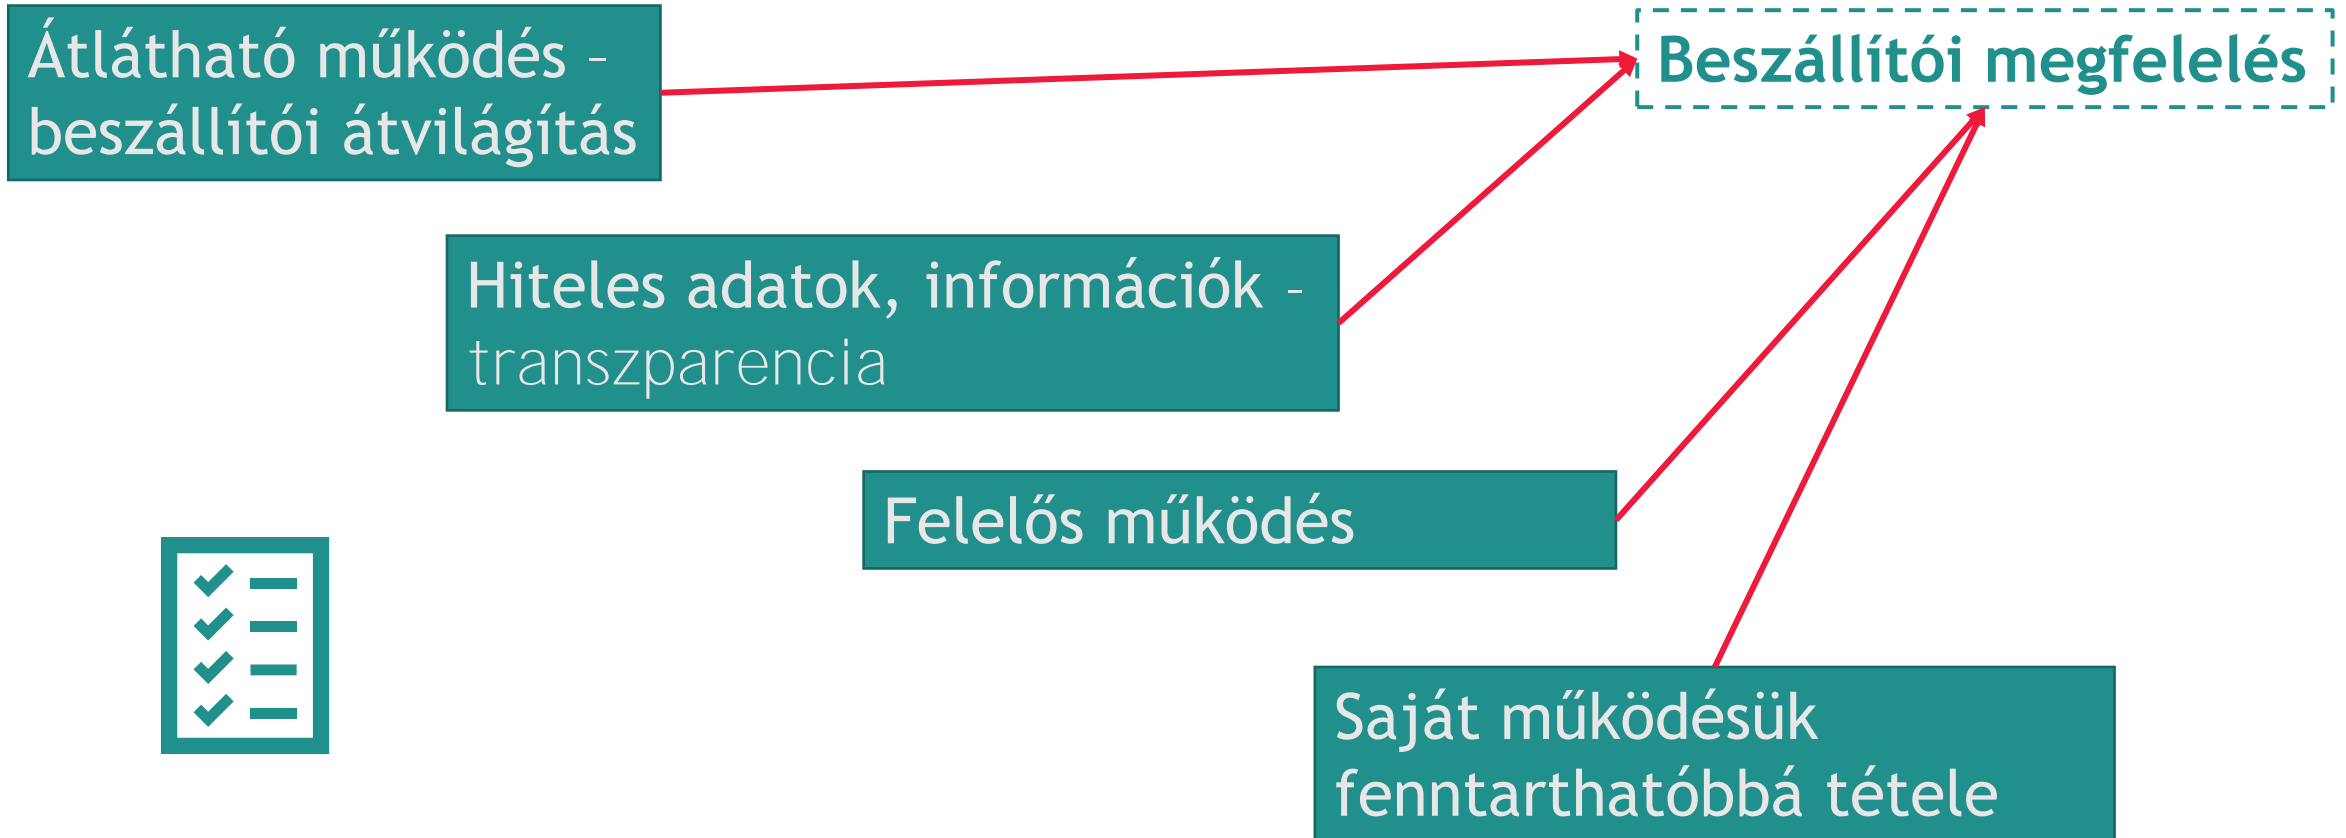 Átlátható működés -
beszállítói átvilágítás
Beszállítói megfelelés
Hiteles adatok, információk -
transzparencia
Felelős működés
Saját működésük
fenntarthatóbbá tétele